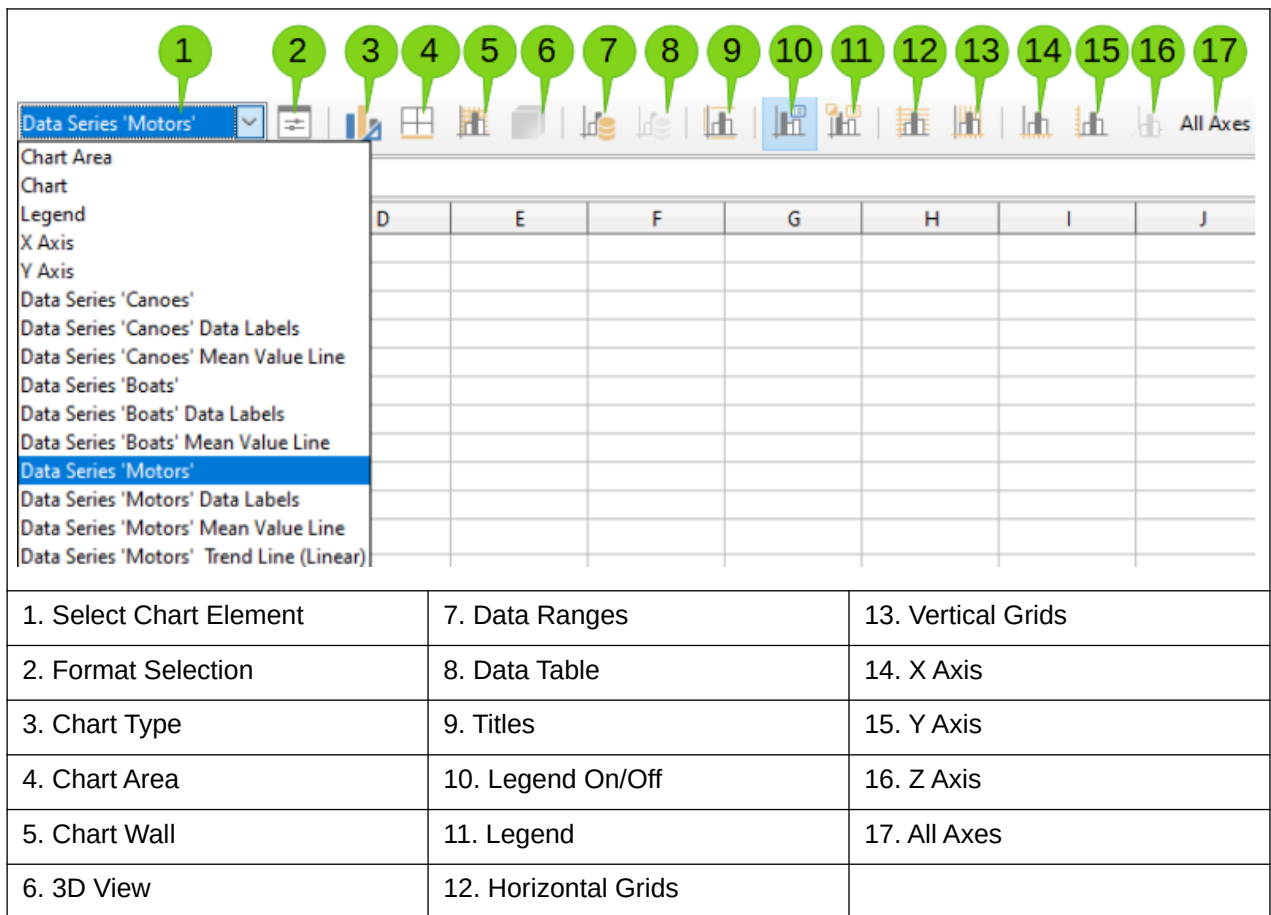 1 2 3 4 5 6 7 8 9 10 11 12 13 14 15 16 17
Data Series 'Motors' All Axes
Chart Area
Chart
Legend
D E F G H I J
X Axis
Y Axis
Data Series 'Canoes'
Data Series 'Canoes' Data Labels
Data Series 'Canoes' Mean Value Line
Data Series 'Boats'
Data Series 'Boats' Data Labels
Data Series 'Boats' Mean Value Line
Data Series 'Motors'
Data Series 'Motors' Data Labels
Data Series 'Motors' Mean Value Line
Data Series 'Motors'  Trend Line (Linear)
1. Select Chart Element 7. Data Ranges 13. Vertical Grids
2. Format Selection 8. Data Table 14. X Axis
3. Chart Type 9. Titles 15. Y Axis
4. Chart Area 10. Legend On/Off 16. Z Axis
5. Chart Wall 11. Legend 17. All Axes
6. 3D View 12. Horizontal Grids